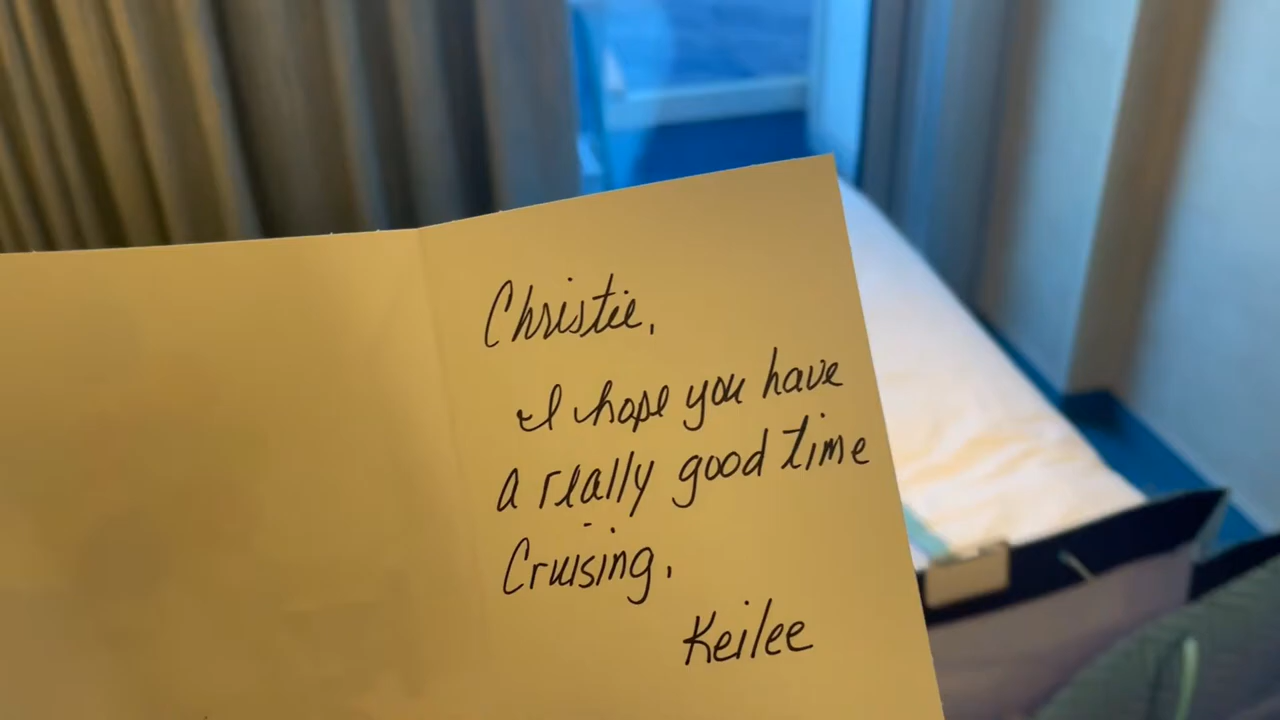 Christie,
I hope you have
a really good time
Cruising.
Keilee